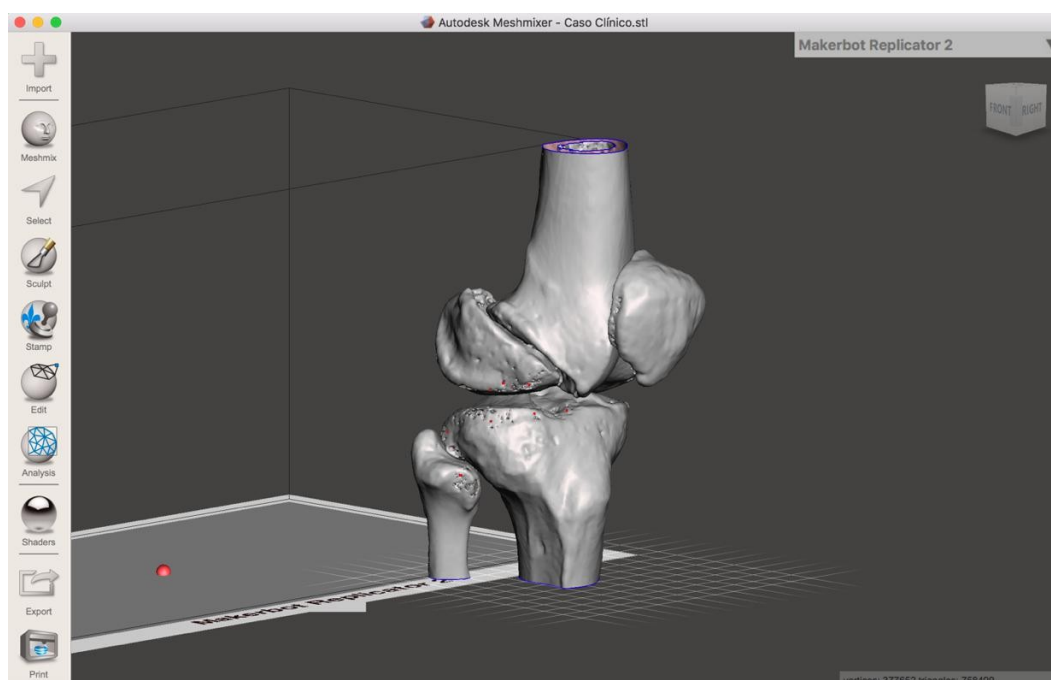 Autodesk Meshmixer - Caso Clínico.stl
Makerbot Replicator 2
Import
Meshmix
Select
Sculpt
Stamp
Edit
Analysis
Shaders
Export
Print
FRONT
RIGHT
Makerbot Replicator 2